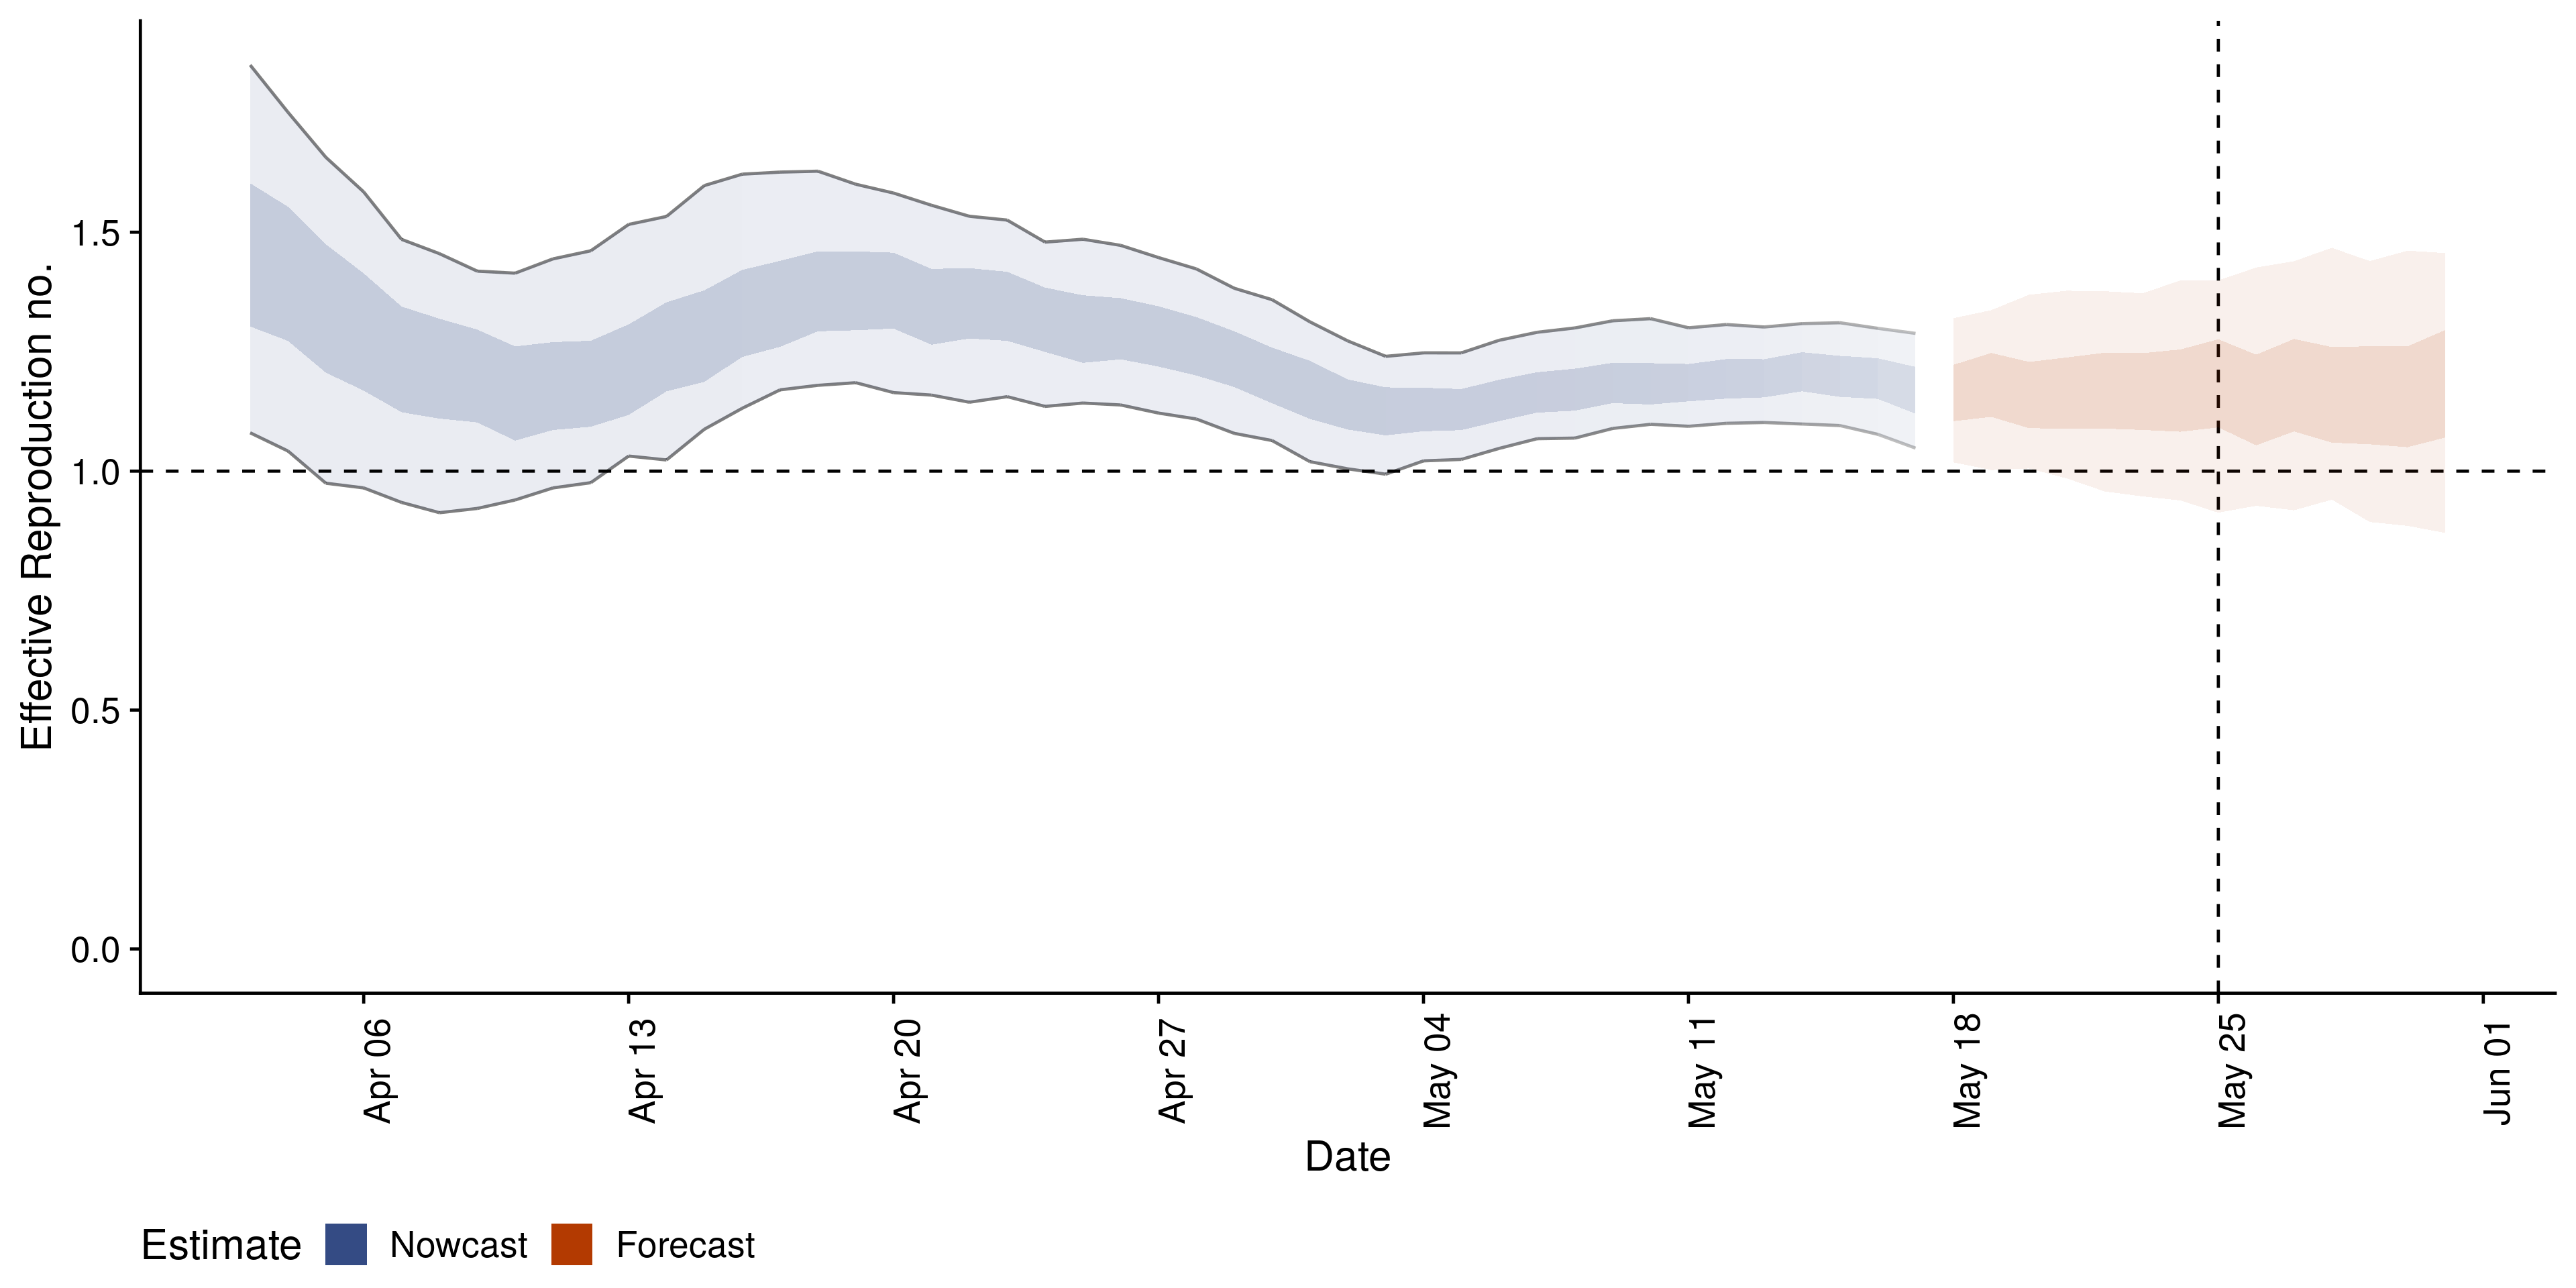 Effective Reproduction no.
1.5
1.0
0.5
0.0
Apr 06
Apr 13
Apr 20
Apr 27
May 04
May 11
May 18
May 25
Jun 01
Date
Estimate Nowcast Forecast